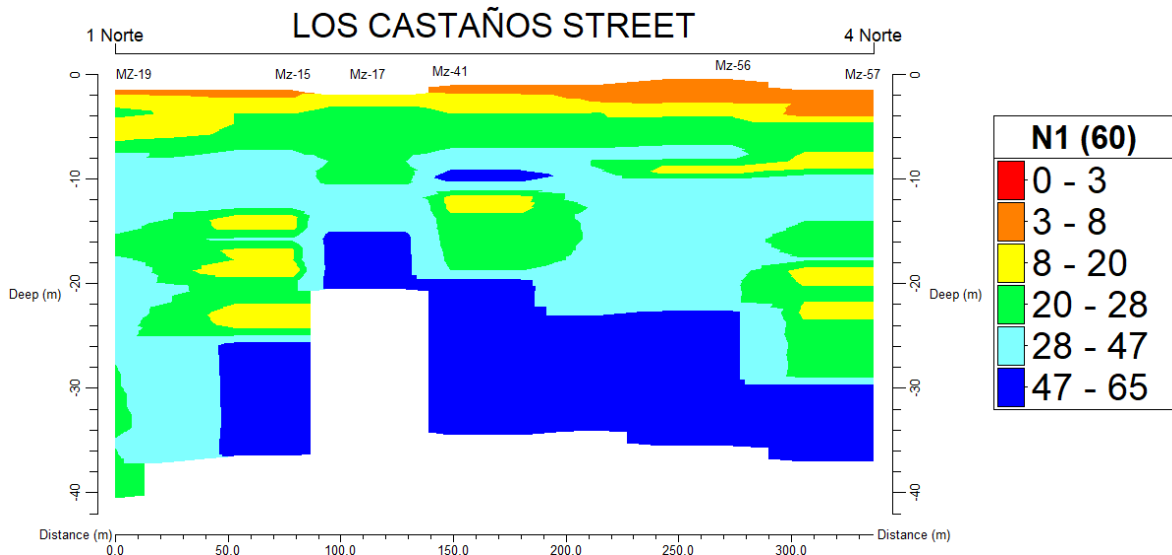 LOS CASTAÑOS STREET
1 Norte
4 Norte
MZ-19
Mz-15
Mz-17
Mz-41
Mz-56
Mz-57
0
0
-10
-10
-20
-20
Deep (m)
Deep (m)
-30
-30
-40
-40
Distance (m)
Distance (m)
0.0
50.0
100.0
150.0
200.0
250.0
300.0
N1 (60)
0 - 3
3 - 8
8 - 20
20 - 28
28 - 47
47 - 65